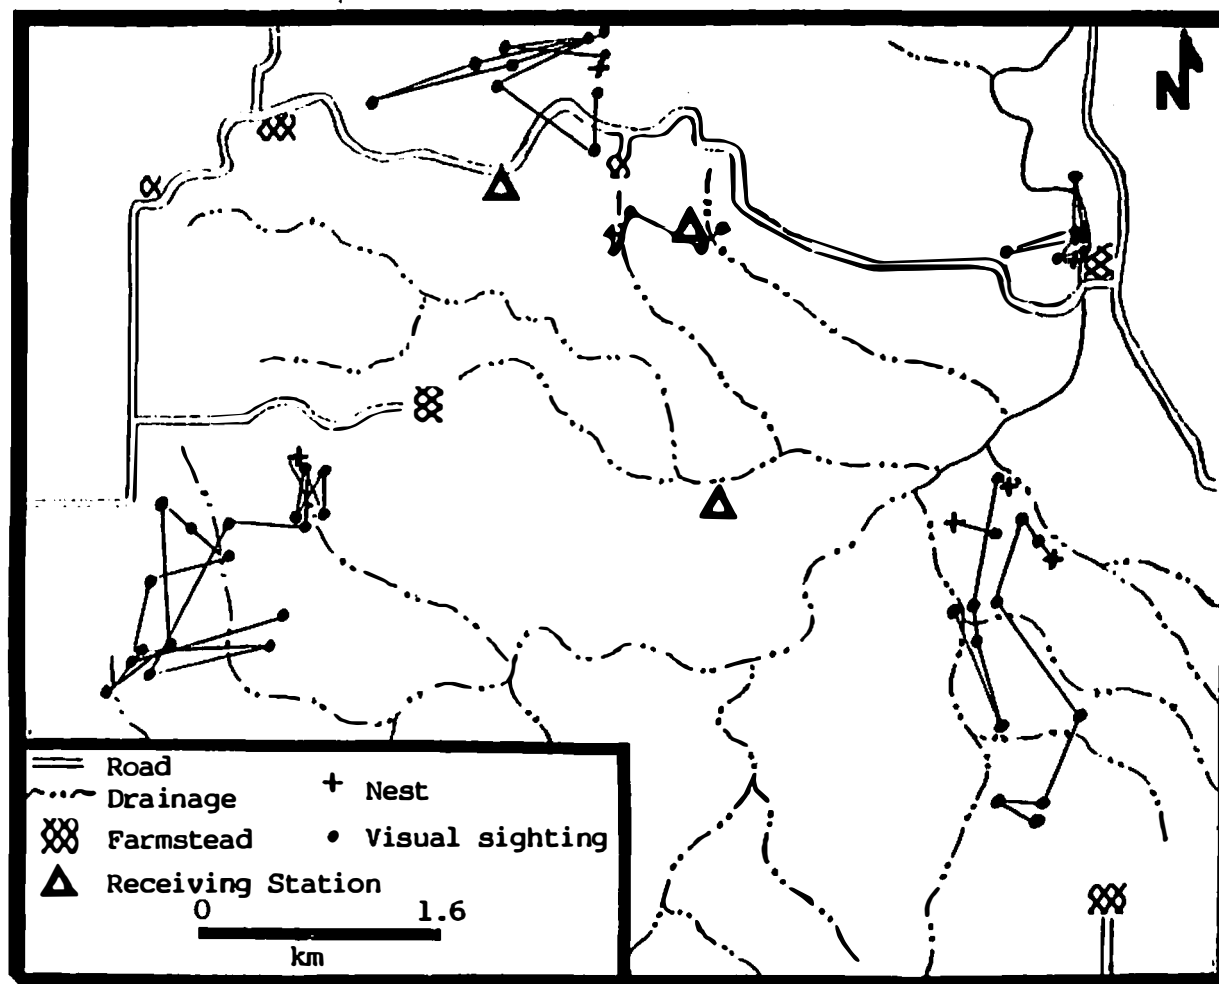 N
Road
Drainage
Nest
Farmstead
Visual sighting
Receiving Station
0 1.6
km